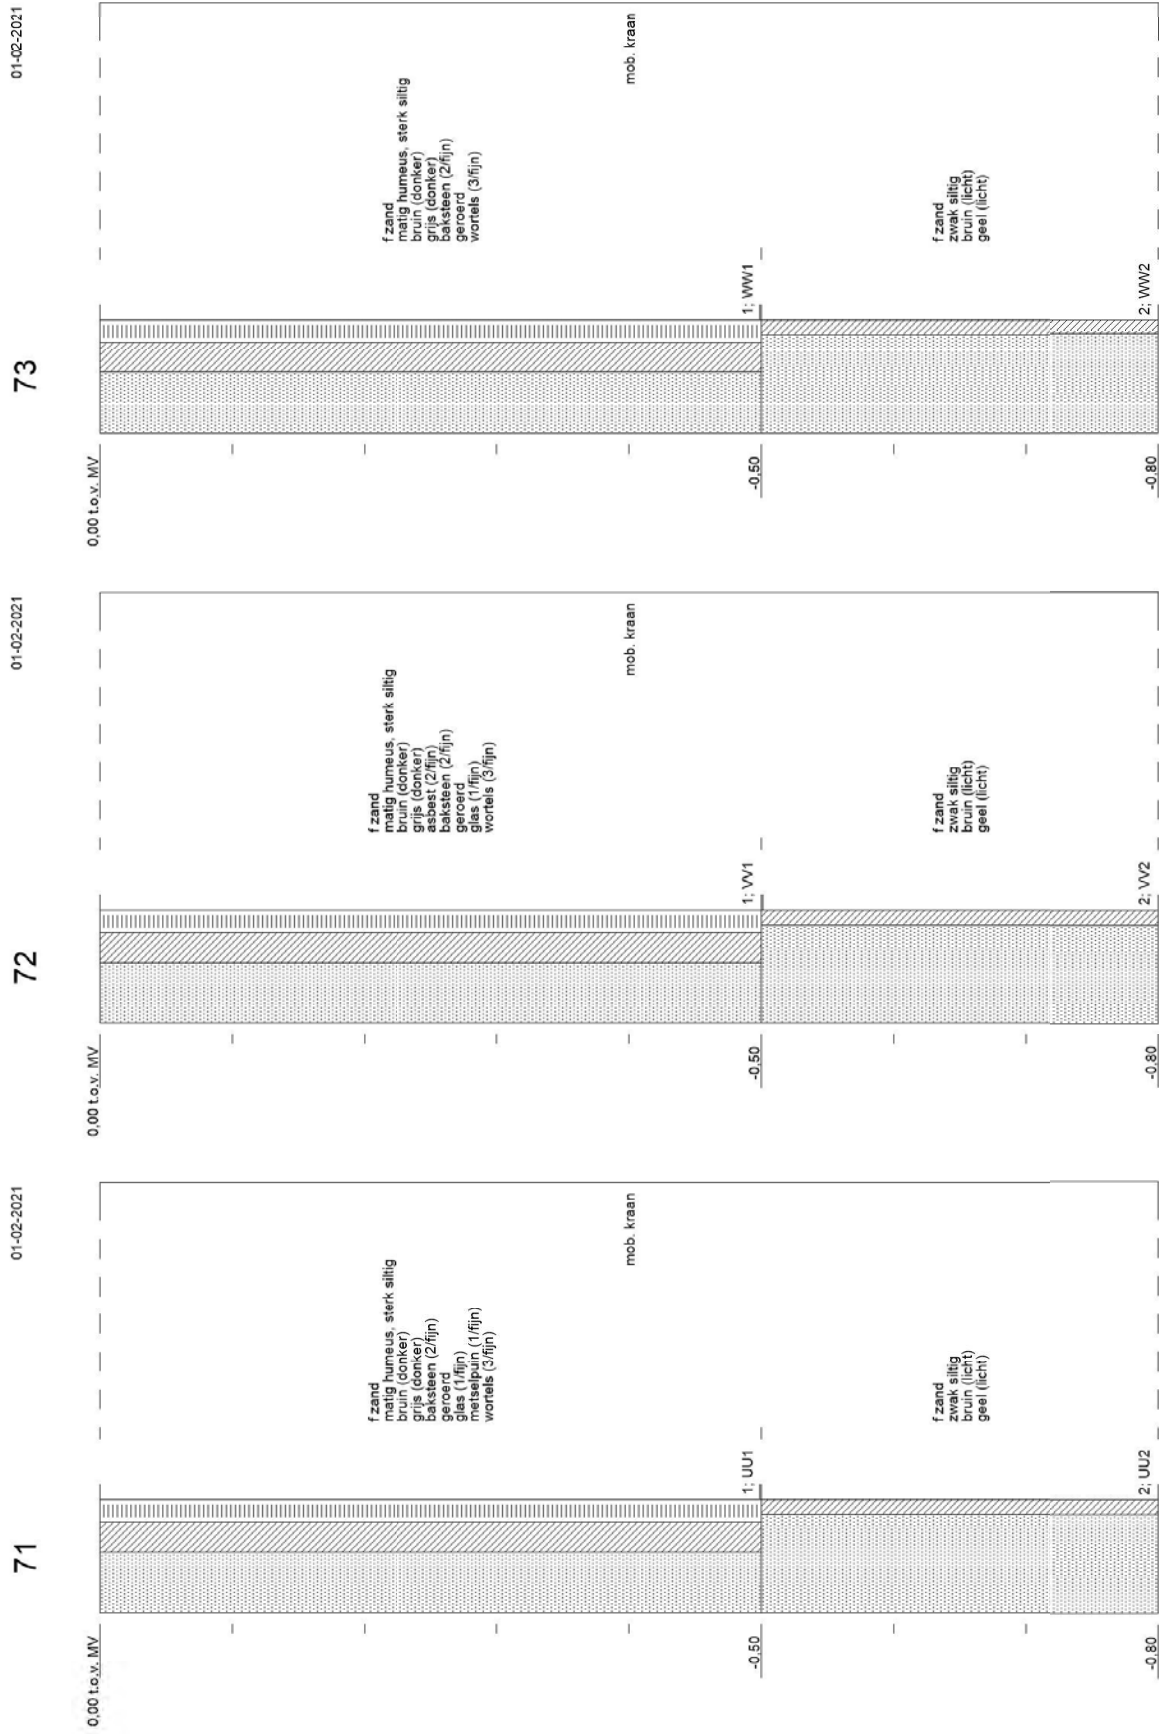 71
01-02-2021
0,00 t.o.v. MV
f zand
matig humeus, sterk siltig
bruin (donker)
grijs (donker)
baksteen (2/fijn)
geroerd
glas (1/fijn)
metselpuin (1/fijn)
wortels (3/fijn)
mob. kraan
-0,50
1; UU1
f zand
zwak siltig
bruin (licht)
geel (licht)
-0,80
2; UU2
72
01-02-2021
0,00 t.o.v. MV
f zand
matig humeus, sterk siltig
bruin (donker)
grijs (donker)
asbest (2/fijn)
baksteen (2/fijn)
geroerd
glas (1/fijn)
wortels (3/fijn)
mob. kraan
-0,50
1; VV1
f zand
zwak siltig
bruin (licht)
geel (licht)
-0,80
2; VV2
73
01-02-2021
0,00 t.o.v. MV
f zand
matig humeus, sterk siltig
bruin (donker)
grijs (donker)
baksteen (2/fijn)
geroerd
wortels (3/fijn)
mob. kraan
-0,50
1; WW1
f zand
zwak siltig
bruin (licht)
geel (licht)
-0,80
2; WW2